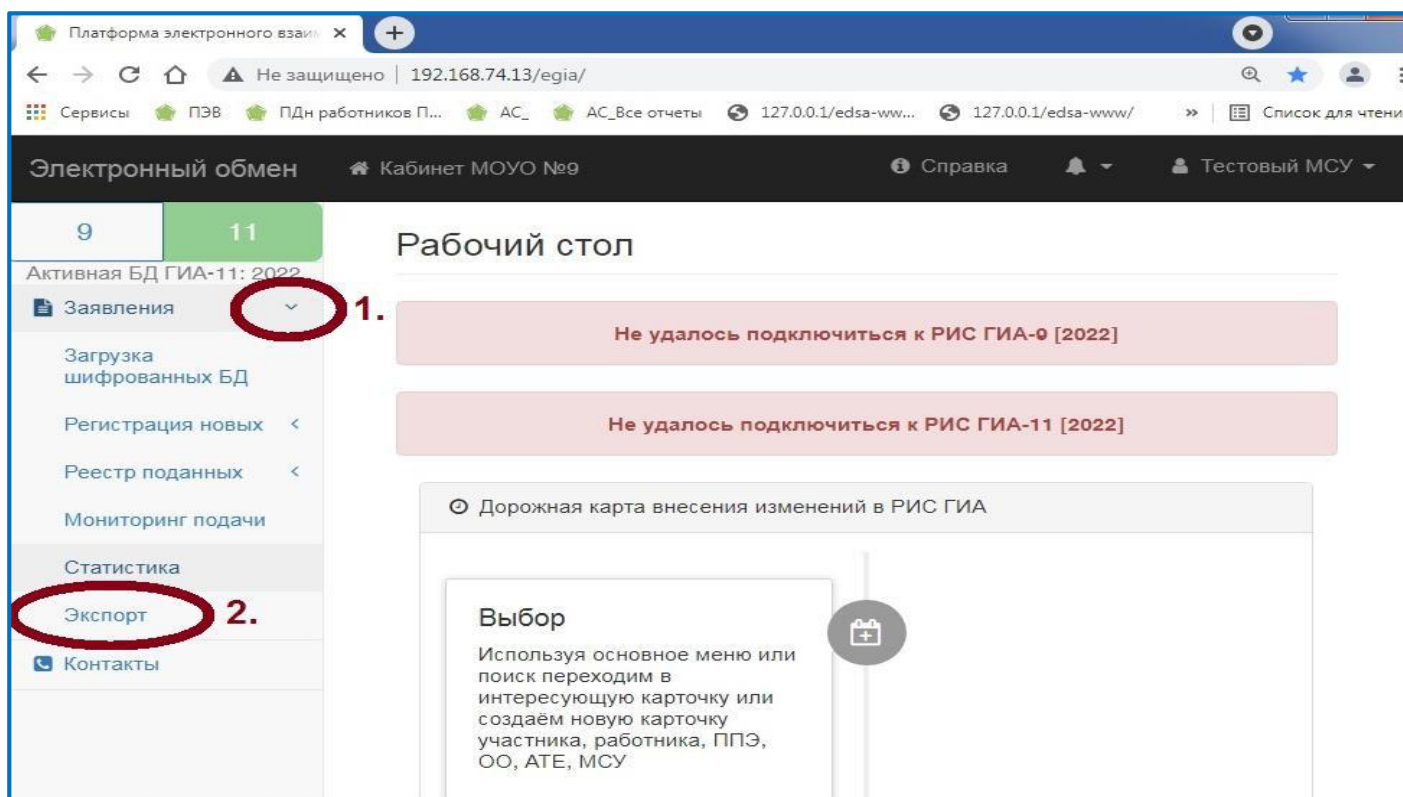 Платформа электронного взаим
Не защищено | 192.168.74.13/egia/
Сервисы ПЭВ ПДн работников П... АС_ АС_Все отчеты 127.0.0.1/edsa-ww... 127.0.0.1/edsa-www/ » Список для чтени
Электронный обмен Кабинет МОУО №9 Справка Тестовый МСУ
9 11
Активная БД ГИА-11: 2022
Рабочий стол
Заявления 1.
Не удалось подключиться к РИС ГИА-9 [2022]
Загрузка
шифрованных БД
Регистрация новых
Не удалось подключиться к РИС ГИА-11 [2022]
Реестр поданных
Мониторинг подачи
Статистика
Экспорт 2.
Контакты
Дорожная карта внесения изменений в РИС ГИА
Выбор
Используя основное меню или
поиск переходим в
интересующую карточку или
создаём новую карточку
участника, работника, ППЭ,
ОО, АТЕ, МСУ